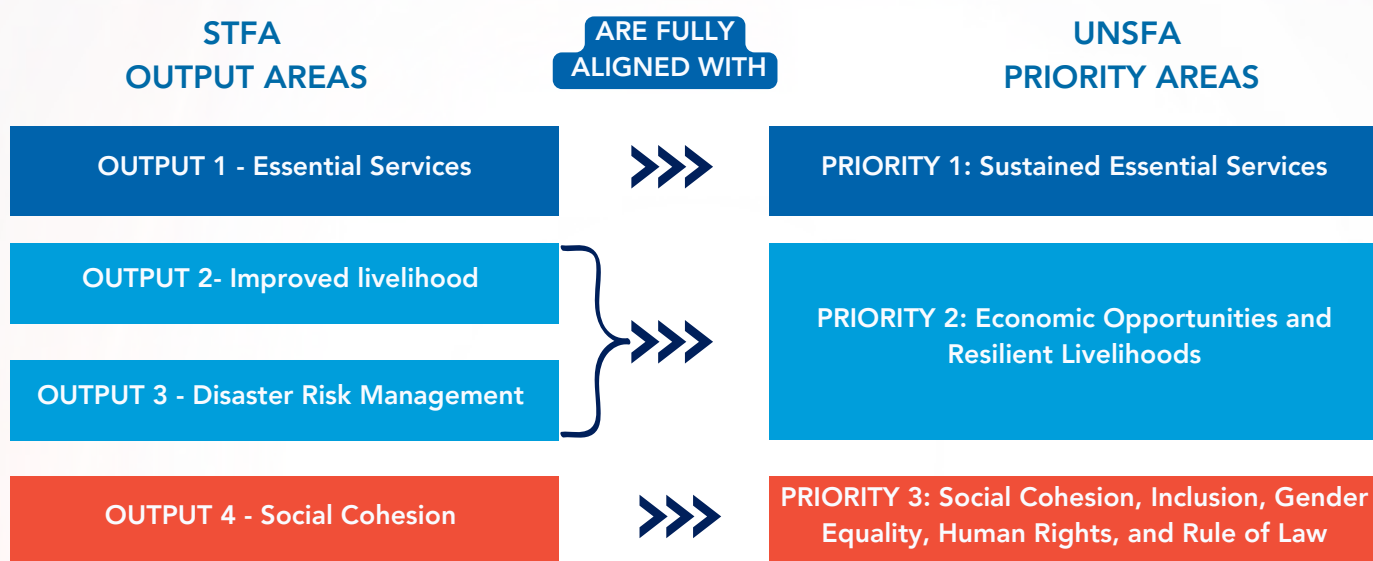 STFA
OUTPUT AREAS
ARE FULLY
ALIGNED WITH
UNSFA
PRIORITY AREAS
OUTPUT 1 - Essential Services
PRIORITY 1: Sustained Essential Services
OUTPUT 2- Improved livelihood
OUTPUT 3 - Disaster Risk Management
PRIORITY 2: Economic Opportunities and
Resilient Livelihoods
OUTPUT 4 - Social Cohesion
PRIORITY 3: Social Cohesion, Inclusion, Gender
Equality, Human Rights, and Rule of Law